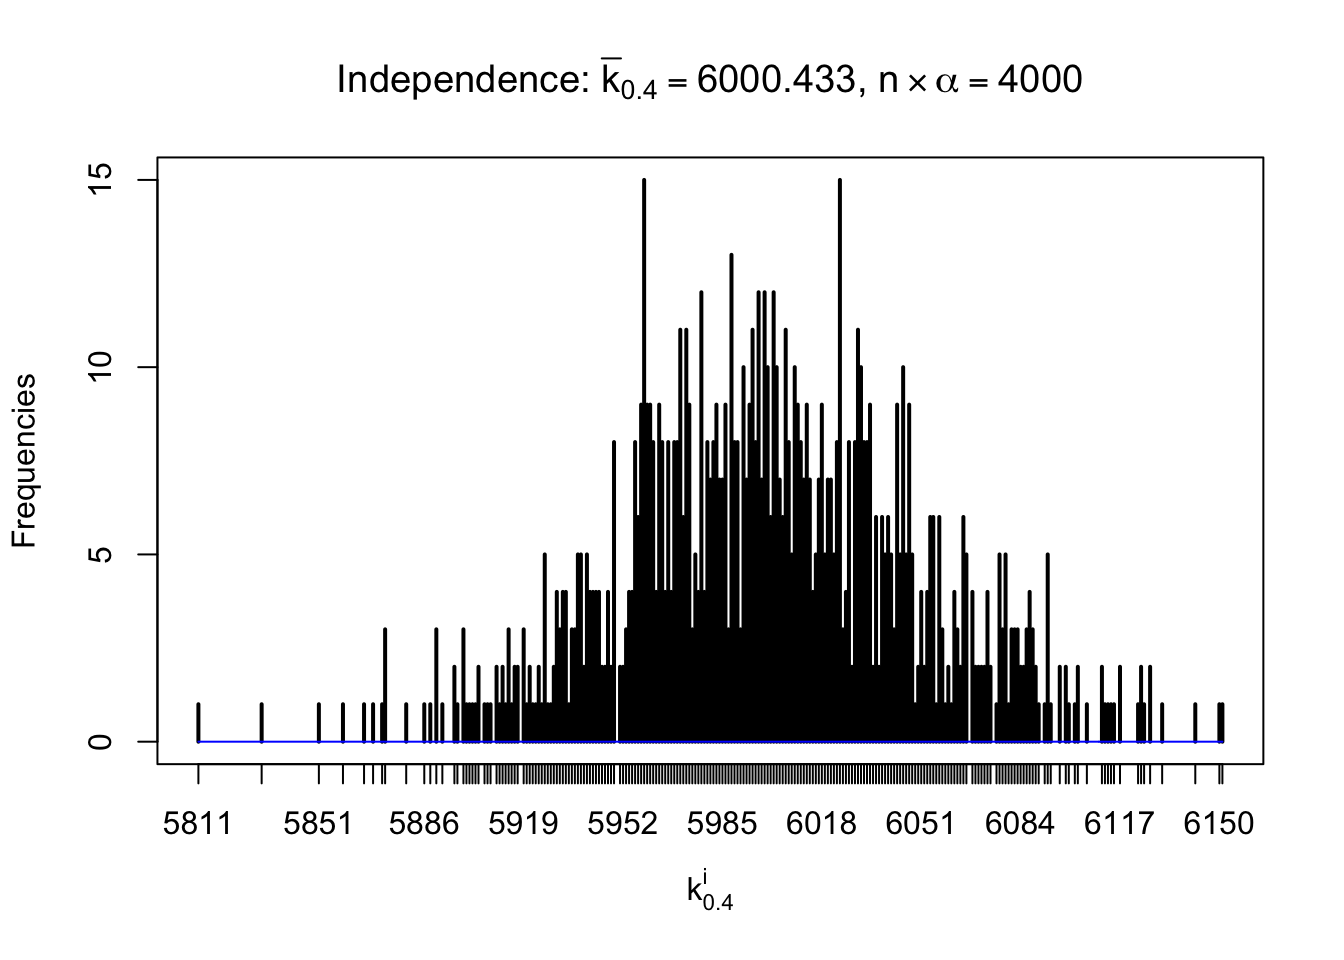 Independence: k̅0.4 = 6000.433, n × α = 4000
Frequencies
15
10
5
0
5811 5851 5886 5919 5952 5985 6018 6051 6084 6117 6150
k^i_0.4